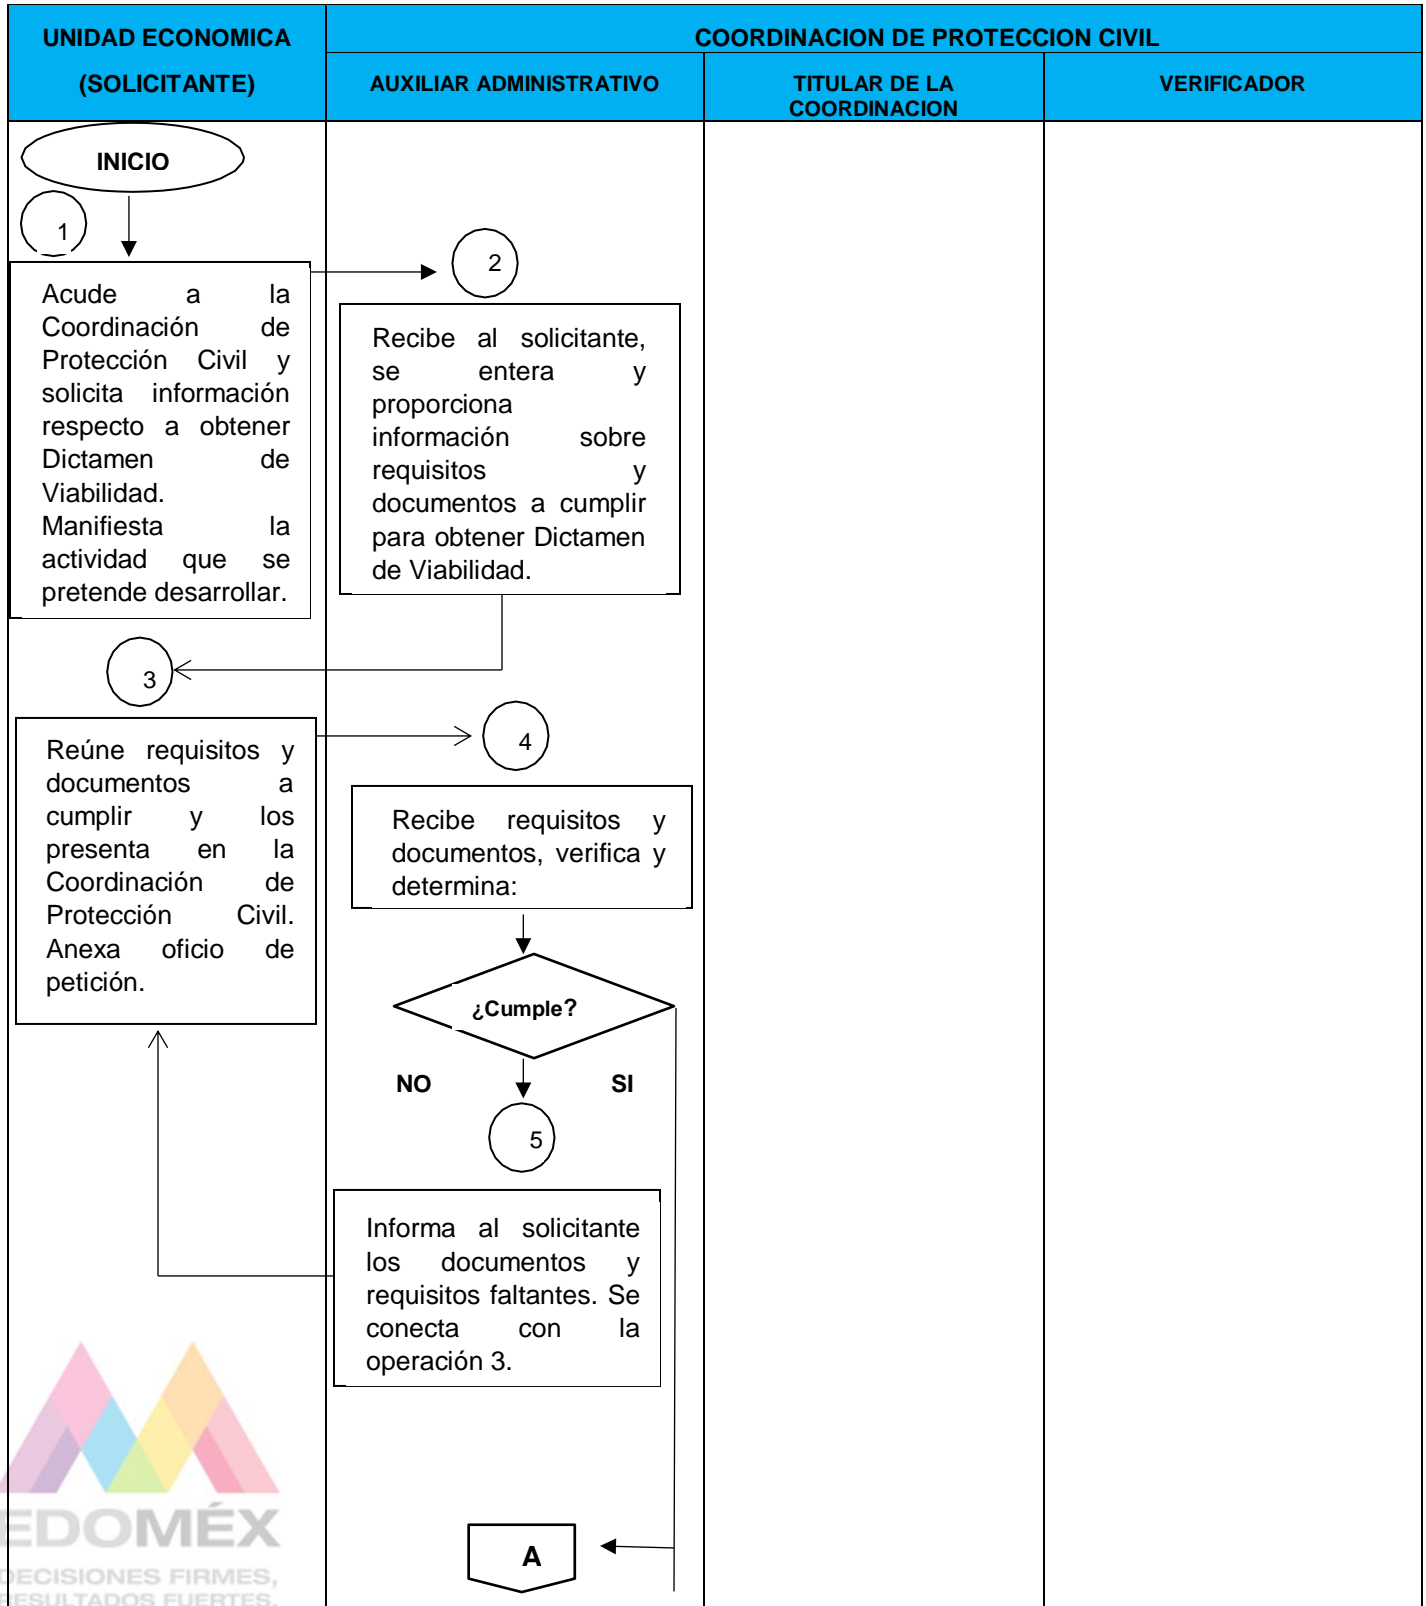 UNIDAD ECONOMICA
(SOLICITANTE)
COORDINACION DE PROTECCION CIVIL
AUXILIAR ADMINISTRATIVO
TITULAR DE LA
COORDINACION
VERIFICADOR
INICIO
1
Acude a la
Coordinación de
Protección Civil y
solicita información
respecto a obtener
Dictamen de
Viabilidad.
Manifiesta la
actividad que se
pretende desarrollar.
2
Recibe al solicitante,
se entera y
proporciona
información sobre
requisitos y
documentos a cumplir
para obtener Dictamen
de Viabilidad.
3
Reúne requisitos y
documentos a
cumplir y los
presenta en la
Coordinación de
Protección Civil.
Anexa oficio de
petición.
4
Recibe requisitos y
documentos, verifica y
determina:
¿Cumple?
NO
SI
5
Informa al solicitante
los documentos y
requisitos faltantes. Se
conecta con la
operación 3.
A
EDOMÉX
DECISIONES FIRMES,
RESULTADOS FUERTES.